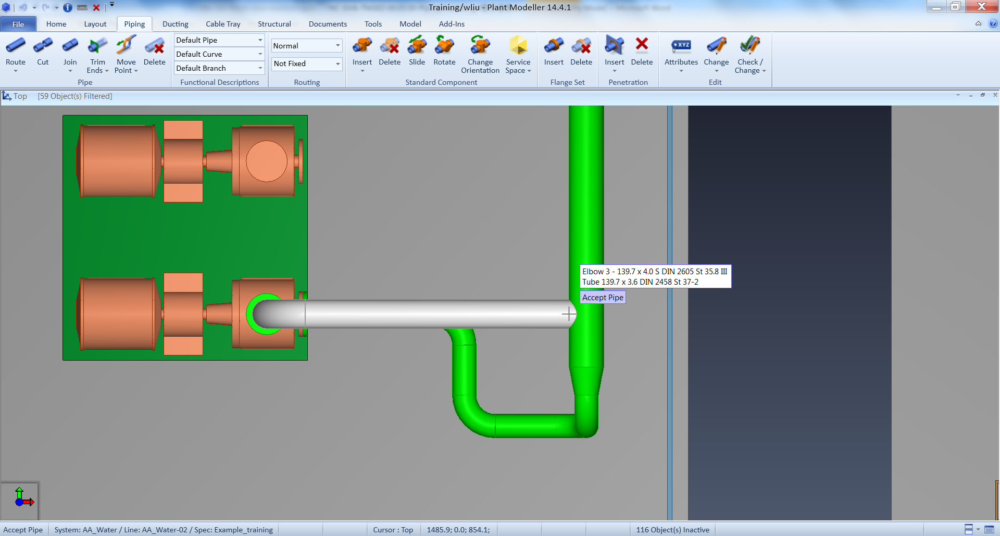 Training/wliu - Plant Modeller 14.4.1
File Home Layout Piping Ducting Cable Tray Structural Documents Tools Model Add-Ins
Route Cut Join Trim Ends Move Point Delete
Pipe
Default Pipe
Default Curve
Default Branch
Functional Descriptions
Normal
Not Fixed
Routing
Insert Delete Slide Rotate Change Orientation Service Space
Standard Component
Insert Delete
Flange Set
Insert Delete
Penetration
XYZ
Attributes Change Check / Change
Edit
Top [59 Object(s) Filtered]
Elbow 3 - 139.7 x 4.0 S DIN 2605 St 35.8 III
Tube 139.7 x 3.6 DIN 2458 St 37-2
Accept Pipe
Accept Pipe System: AA_Water / Line: AA_Water-02 / Spec: Example_training Cursor : Top 1485.9; 0.0; 854.1; 116 Object(s) Inactive